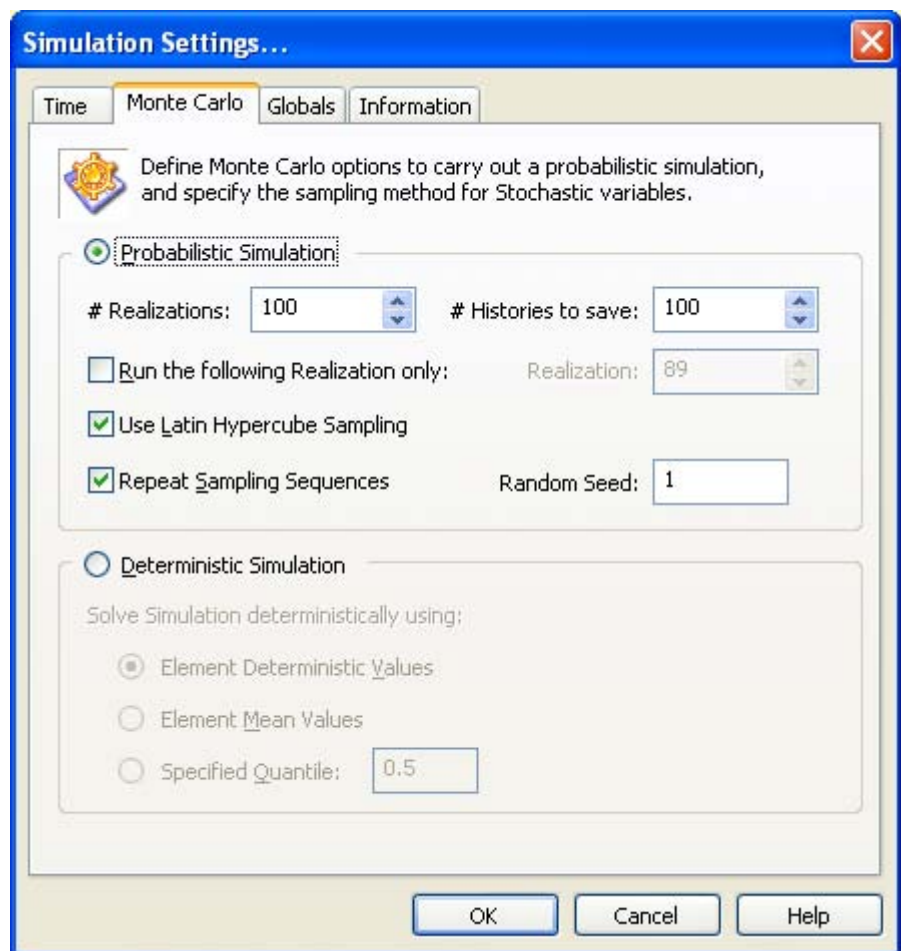 Simulation Settings...
Time Monte Carlo Globals Information
Define Monte Carlo options to carry out a probabilistic simulation,
and specify the sampling method for Stochastic variables.
Probabilistic Simulation
# Realizations: 100 # Histories to save: 100
Run the following Realization only: Realization: 89
Use Latin Hypercube Sampling
Repeat Sampling Sequences Random Seed: 1
Deterministic Simulation
Solve Simulation deterministically using:
Element Deterministic Values
Element Mean Values
Specified Quantile: 0.5
OK Cancel Help